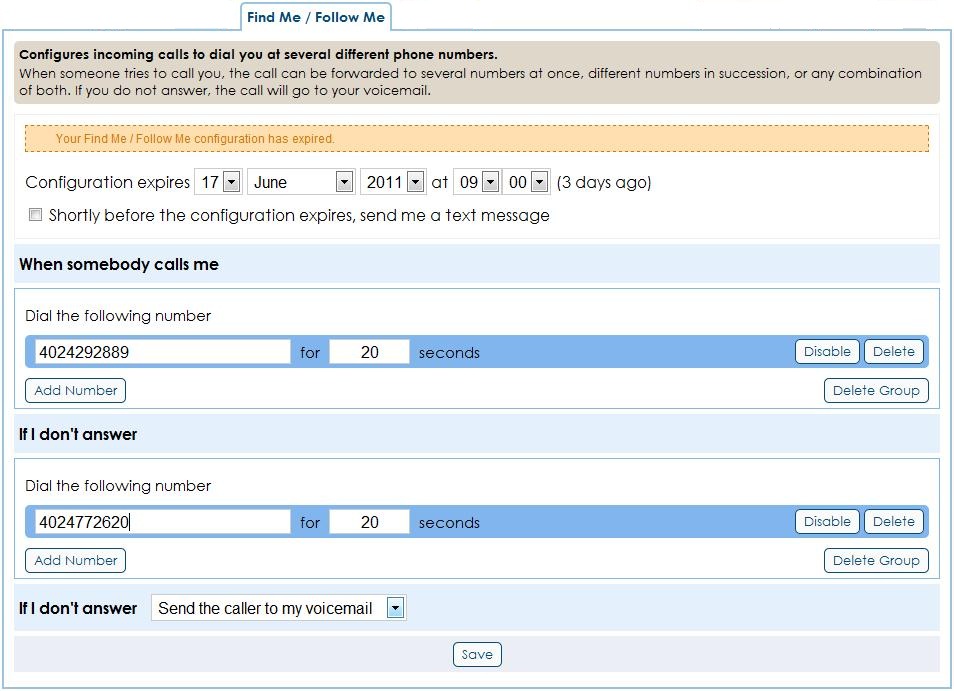 Find Me / Follow Me
Configures incoming calls to dial you at several different phone numbers.
When someone tries to call you, the call can be forwarded to several numbers at once, different numbers in succession, or any combination
of both. If you do not answer, the call will go to your voicemail.
Your Find Me / Follow Me configuration has expired.
Configuration expires 17 June 2011 at 09 00 (3 days ago)
Shortly before the configuration expires, send me a text message
When somebody calls me
Dial the following number
4024292889 for 20 seconds Disable Delete
Add Number Delete Group
If I don't answer
Dial the following number
4024772620 for 20 seconds Disable Delete
Add Number Delete Group
If I don't answer Send the caller to my voicemail
Save